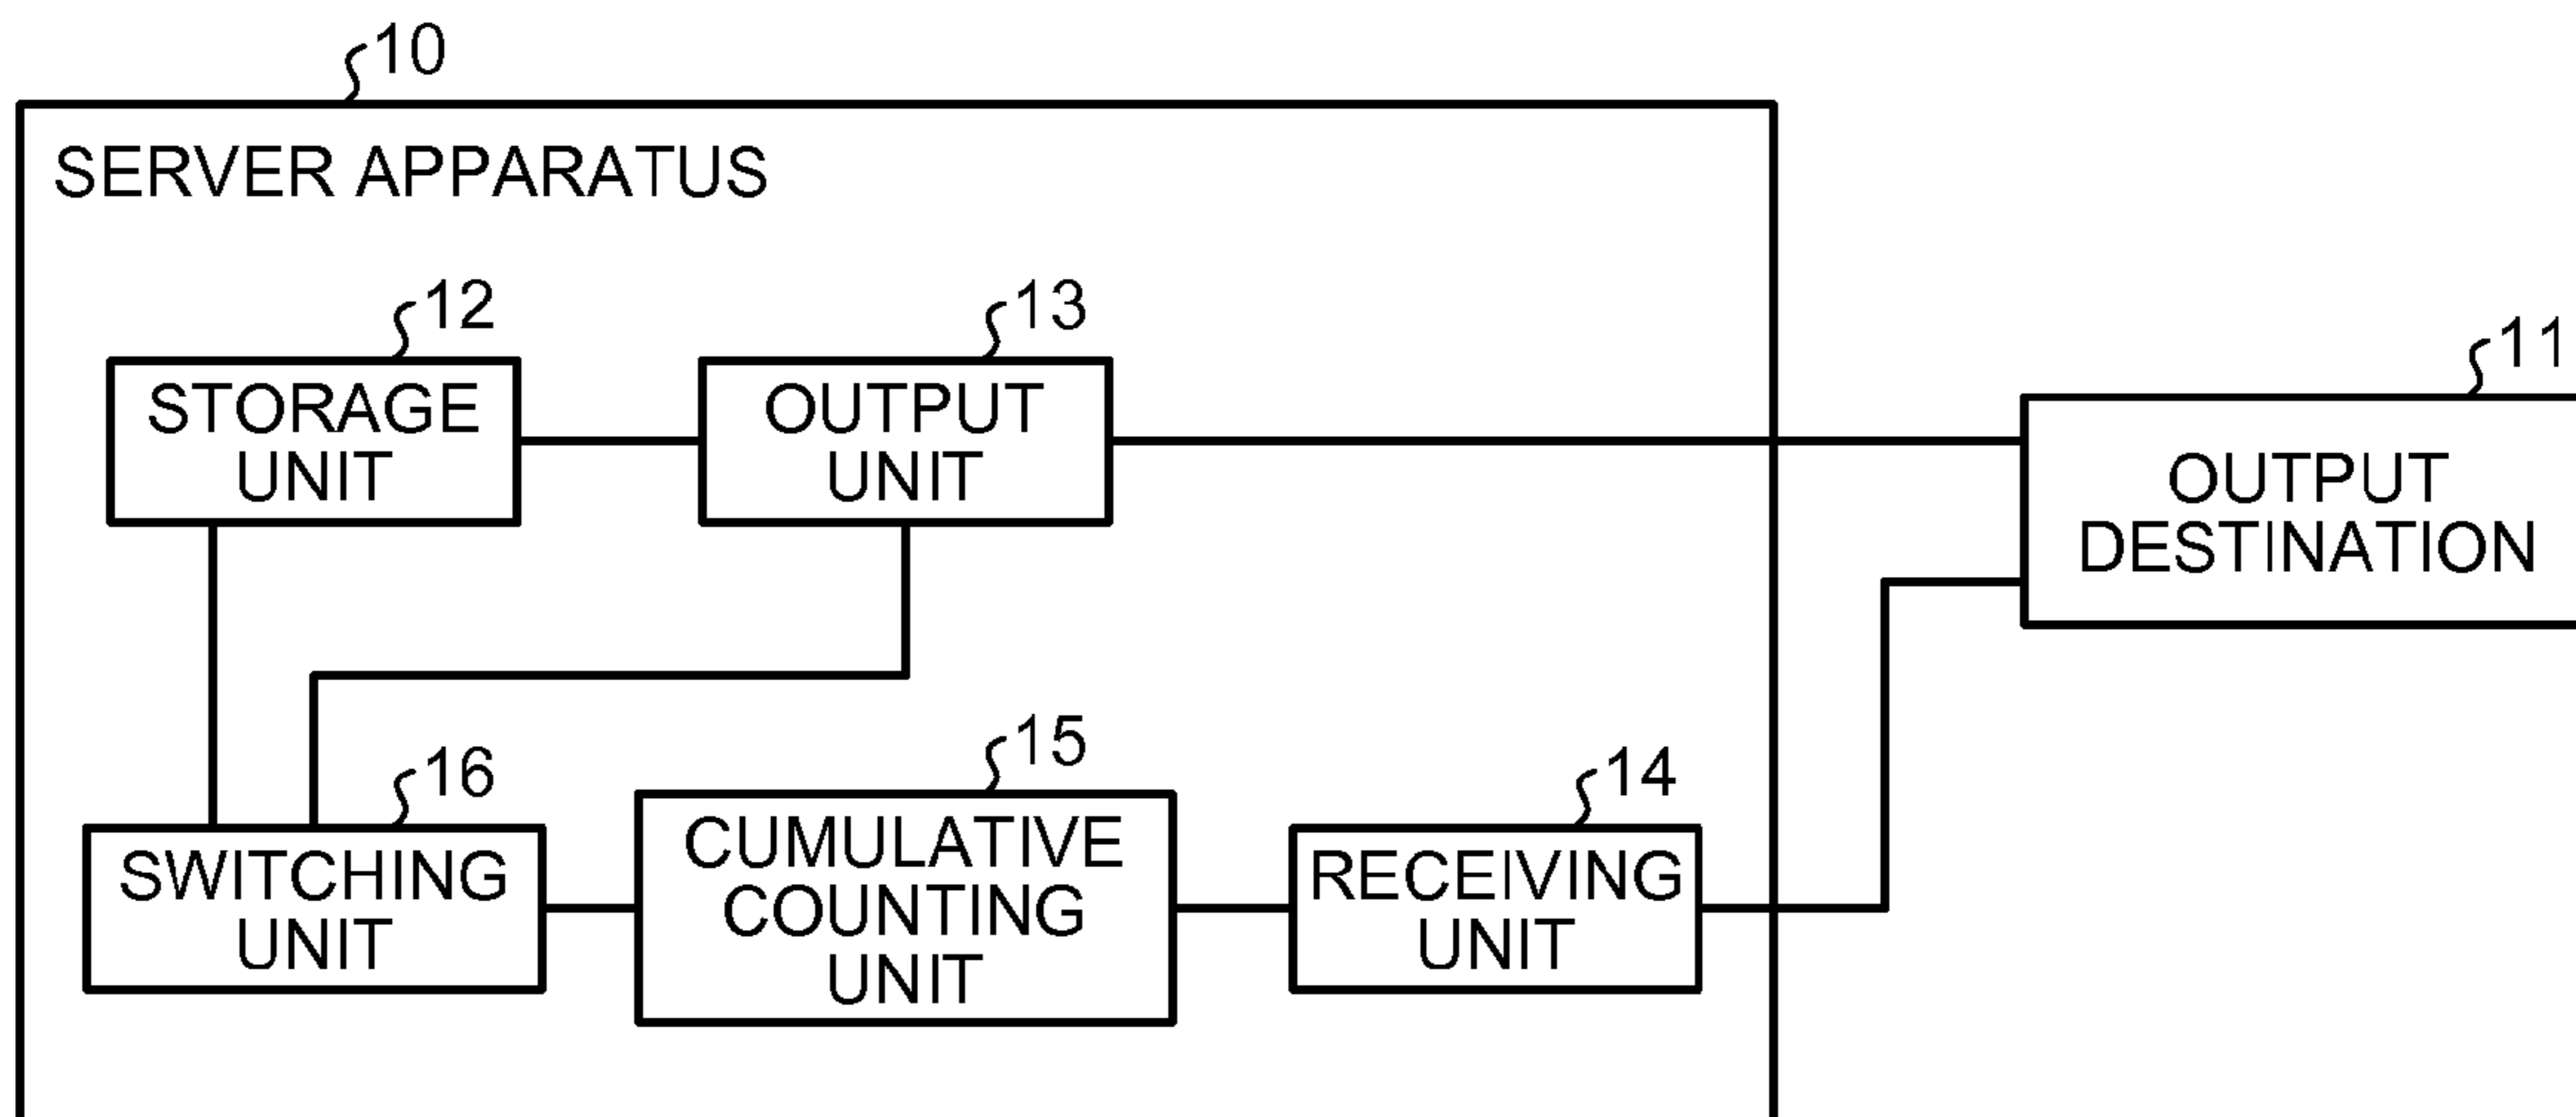 10
SERVER APPARATUS
12
13
11
STORAGE
UNIT
OUTPUT
UNIT
OUTPUT
DESTINATION
16
15
14
SWITCHING
UNIT
CUMULATIVE
COUNTING
UNIT
RECEIVING
UNIT